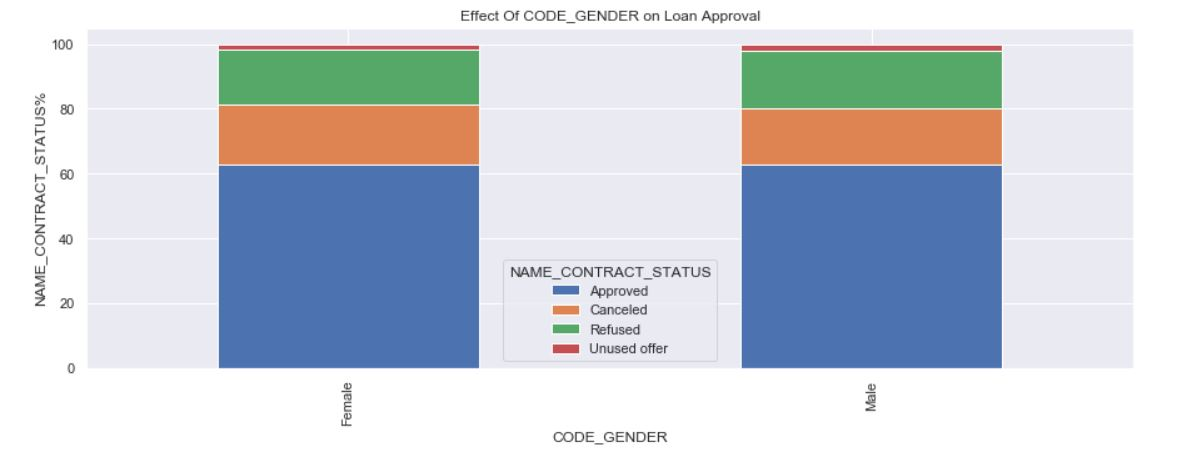 Effect Of CODE_GENDER on Loan Approval
NAME_CONTRACT_STATUS%
100
80
60
40
20
0
NAME_CONTRACT_STATUS
Approved
Canceled
Refused
Unused offer
Female
Male
CODE_GENDER